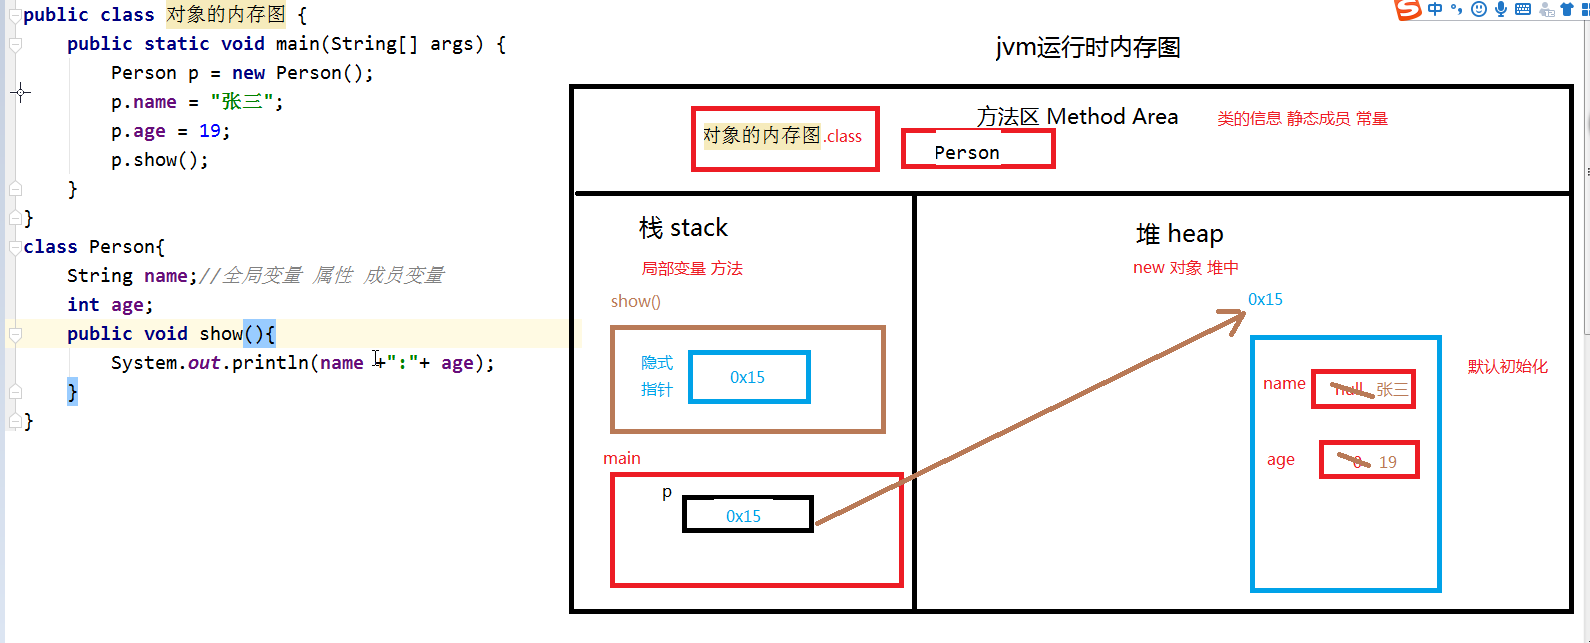 public class 对象的内存图 {
public static void main(String[] args) {
Person p = new Person();
p.name = "张三";
p.age = 19;
p.show();
}
}
class Person{
String name;//全局变量 属性 成员变量
int age;
public void show(){
System.out.println(name +":"+ age);
}
}
中
jvm运行时内存图
方法区 Method Area
类的信息 静态成员 常量
对象的内存图.class
Person
栈 stack
局部变量 方法
show()
隐式
指针
0x15
main
p
0x15
堆 heap
new 对象 堆中
0x15
name
null 张三
age
0 19
默认初始化